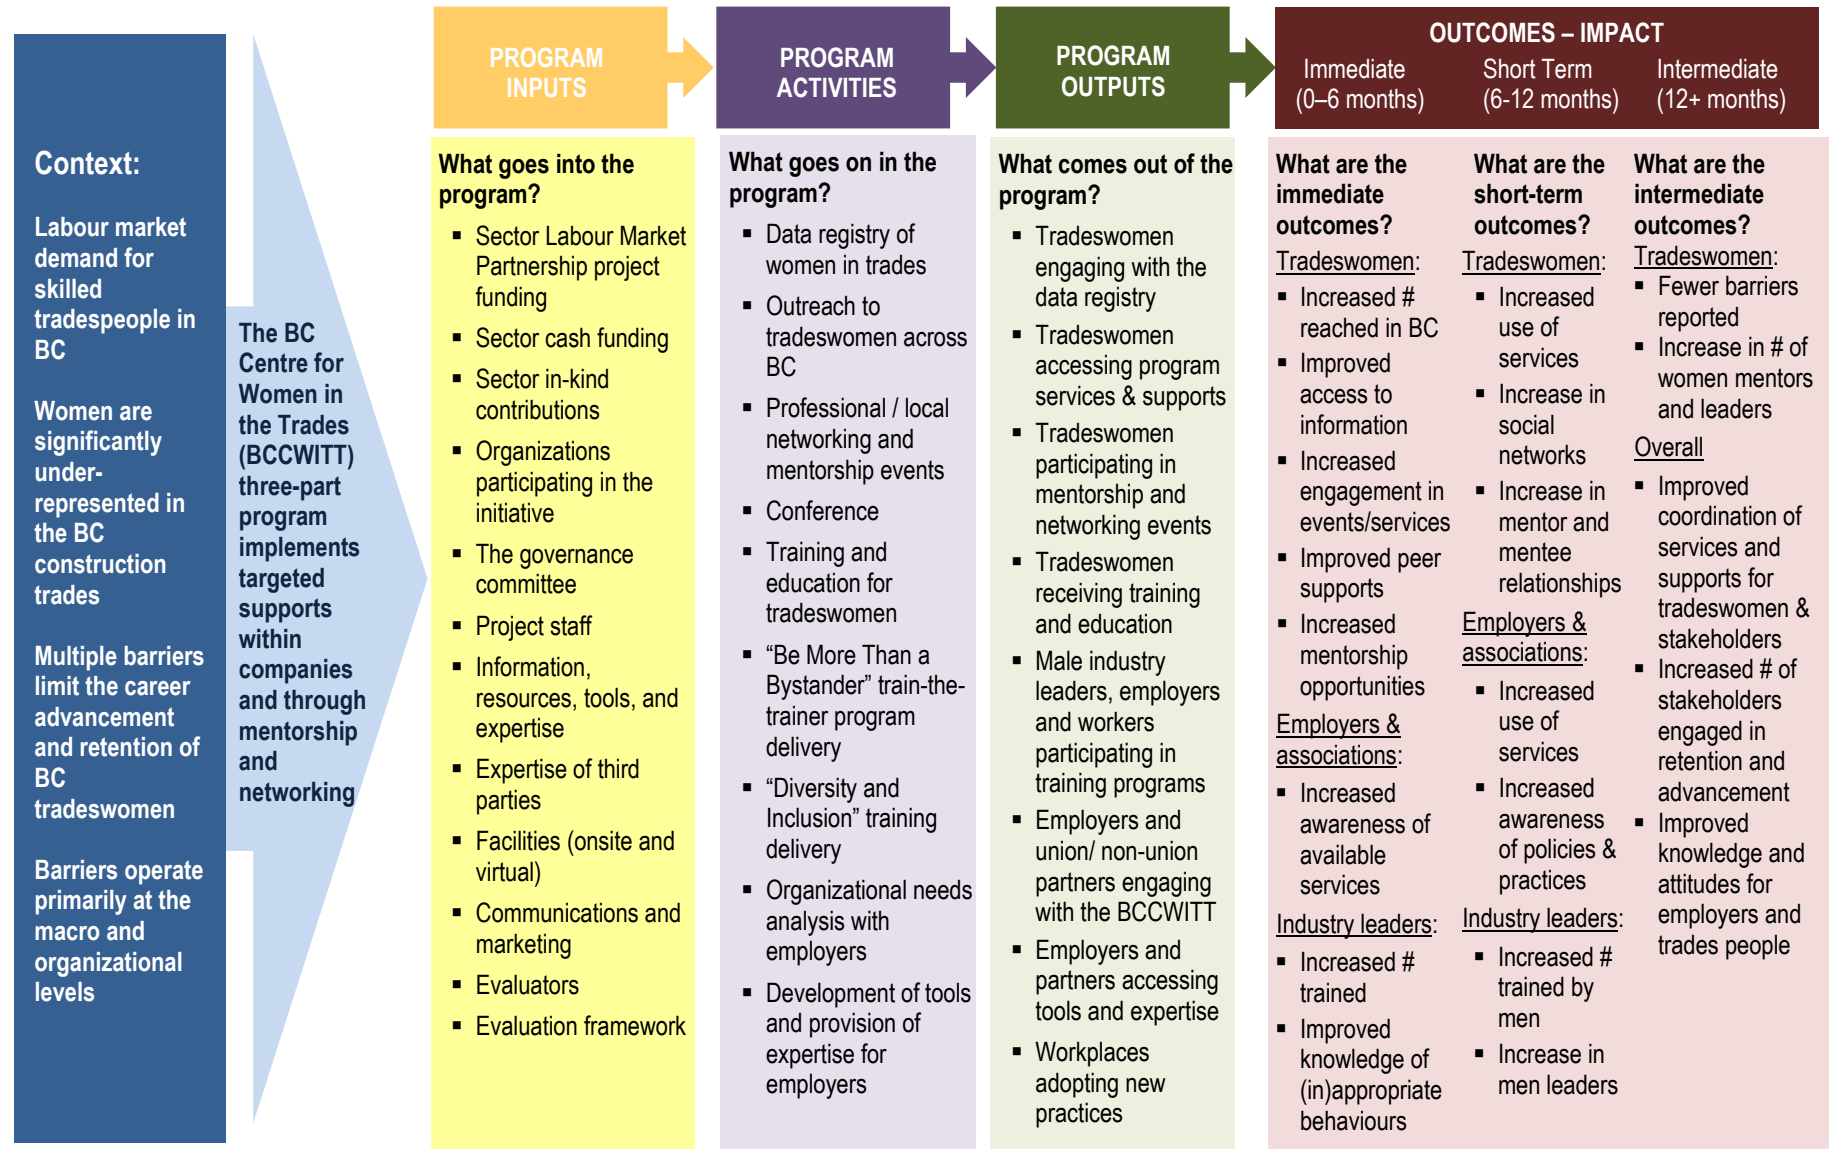 Context:
Labour market
demand for
skilled
tradespeople in
BC
Women are
significantly
under-
represented in
the BC
construction
trades
Multiple barriers
limit the career
advancement
and retention of
BC
tradeswomen
Barriers operate
primarily at the
macro and
organizational
levels
The BC
Centre for
Women in
the Trades
(BCCWITT)
three-part
program
implements
targeted
supports
within
companies
and through
mentorship
and
networking
PROGRAM
INPUTS
What goes into the
program?
▪ Sector Labour Market
Partnership project
funding
▪ Sector cash funding
▪ Sector in-kind
contributions
▪ Organizations
participating in the
initiative
▪ The governance
committee
▪ Project staff
▪ Information,
resources, tools, and
expertise
▪ Expertise of third
parties
▪ Facilities (onsite and
virtual)
▪ Communications and
marketing
▪ Evaluators
▪ Evaluation framework
PROGRAM
ACTIVITIES
What goes on in the
program?
▪ Data registry of
women in trades
▪ Outreach to
tradeswomen across
BC
▪ Professional / local
networking and
mentorship events
▪ Conference
▪ Training and
education for
tradeswomen
▪ “Be More Than a
Bystander” train-the-
trainer program
delivery
▪ “Diversity and
Inclusion” training
delivery
▪ Organizational needs
analysis with
employers
▪ Development of tools
and provision of
expertise for
employers
PROGRAM
OUTPUTS
What comes out of the
program?
▪ Tradeswomen
engaging with the
data registry
▪ Tradeswomen
accessing program
services & supports
▪ Tradeswomen
participating in
mentorship and
networking events
▪ Tradeswomen
receiving training
and education
▪ Male industry
leaders, employers
and workers
participating in
training programs
▪ Employers and
union/ non-union
partners engaging
with the BCCWITT
▪ Employers and
partners accessing
tools and expertise
▪ Workplaces
adopting new
practices
OUTCOMES – IMPACT
Immediate
(0–6 months)
Short Term
(6-12 months)
Intermediate
(12+ months)
What are the
immediate
outcomes?
Tradeswomen:
▪ Increased #
reached in BC
▪ Improved
access to
information
▪ Increased
engagement in
events/services
▪ Improved peer
supports
▪ Increased
mentorship
opportunities
Employers &
associations:
▪ Increased
awareness of
available
services
Industry leaders:
▪ Increased #
trained
▪ Improved
knowledge of
(in)appropriate
behaviours
What are the
short-term
outcomes?
Tradeswomen:
▪ Increased
use of
services
▪ Increase in
social
networks
▪ Increase in
mentor and
mentee
relationships
Employers &
associations:
▪ Increased
use of
services
▪ Increased
awareness
of policies &
practices
Industry leaders:
▪ Increased #
trained by
men
▪ Increase in
men leaders
What are the
intermediate
outcomes?
Tradeswomen:
▪ Fewer barriers
reported
▪ Increase in # of
women mentors
and leaders
Overall
▪ Improved
coordination of
services and
supports for
tradeswomen &
stakeholders
▪ Increased # of
stakeholders
engaged in
retention and
advancement
▪ Improved
knowledge and
attitudes for
employers and
trades people